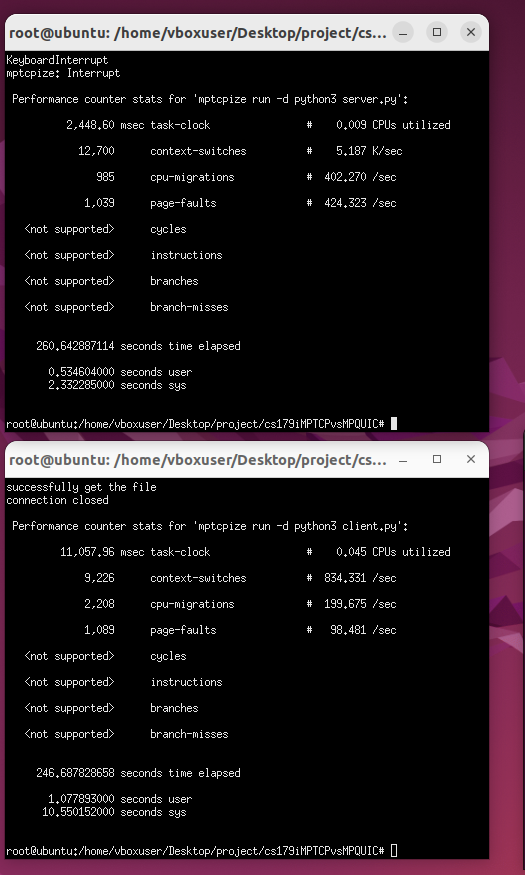 root@ubuntu: /home/vboxuser/Desktop/project/cs...
KeyboardInterrupt
mptcpize: Interrupt
Performance counter stats for 'mptcpize run -d python3 server.py':
2,448.60 msec task-clock # 0.009 CPUs utilized
12,700 context-switches # 5.187 K/sec
985 cpu-migrations # 402.270 /sec
1,039 page-faults # 424.323 /sec
<not supported> cycles
<not supported> instructions
<not supported> branches
<not supported> branch-misses
260.642887114 seconds time elapsed
0.534604000 seconds user
2.332285000 seconds sys
root@ubuntu:/home/vboxuser/Desktop/project/cs179iMPTCPvsMPQUIC#
root@ubuntu: /home/vboxuser/Desktop/project/cs...
successfully get the file
connection closed
Performance counter stats for 'mptcpize run -d python3 client.py':
11,057.96 msec task-clock # 0.045 CPUs utilized
9,226 context-switches # 834.331 /sec
2,208 cpu-migrations # 199.675 /sec
1,089 page-faults # 98.481 /sec
<not supported> cycles
<not supported> instructions
<not supported> branches
<not supported> branch-misses
246.687828658 seconds time elapsed
1.077893000 seconds user
10.550152000 seconds sys
root@ubuntu:/home/vboxuser/Desktop/project/cs179iMPTCPvsMPQUIC#